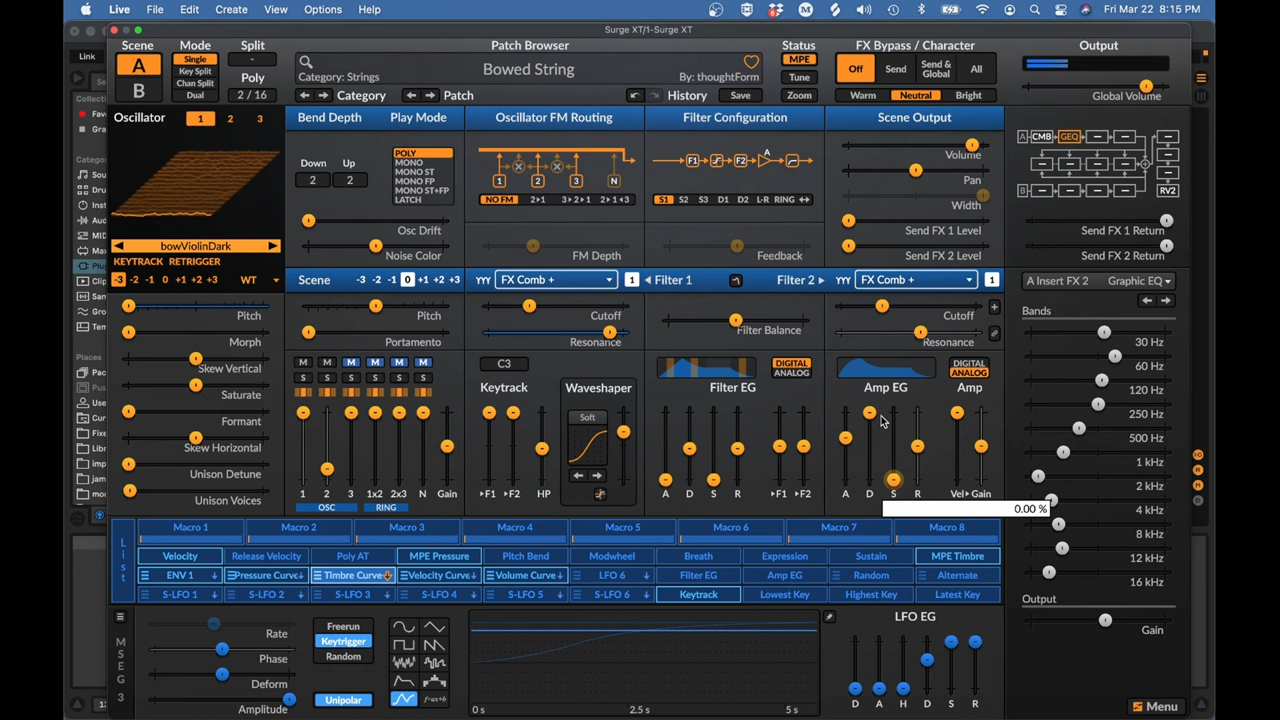 Live File Edit Create View Options Help Fri Mar 22 8:15 PM
Surge XT/1-Surge XT
Link
Scene Mode Split Patch Browser Status FX Bypass / Character Output
A
B
Single
Key Split
Chan Split
Dual
-
Poly
2 / 16
Category: Strings
Bowed String
By: thoughtForm
Category Patch History Save
MPE
Tune
Zoom
Off Send Send & Global All
Warm Neutral Bright
Global Volume
Oscillator 1 2 3
bowViolinDark
KEYTRACK RETRIGGER
-3 -2 -1 0 +1 +2 +3 WT
Pitch
Morph
Skew Vertical
Saturate
Formant
Skew Horizontal
Unison Detune
Unison Voices
Bend Depth Play Mode
Down Up
2 2
POLY
MONO
MONO ST
MONO FP
MONO ST+FP
LATCH
Osc Drift
Noise Color
Oscillator FM Routing
1 2 3 N
NO FM 2›1 3›2›1 2›1‹3
FM Depth
Filter Configuration
F1 F2 A
S1 S2 S3 D1 D2 L-R RING
Feedback
Scene Output
Volume
Pan
Width
Send FX 1 Level
Send FX 2 Level
A CMB GEQ
B RV2
Send FX 1 Return
Send FX 2 Return
Scene -3 -2 -1 0 +1 +2 +3
Pitch
Portamento
FX Comb + 1 Filter 1 Filter 2 FX Comb + 1
Cutoff
Resonance
Filter Balance
Cutoff
Resonance
M M M M M M
S S S S S S
1 2 3 1x2 2x3 N Gain
OSC RING
C3
Keytrack
F1 F2 HP
Waveshaper
Soft
DIGITAL
ANALOG
Filter EG
A D S R F1 F2
DIGITAL
ANALOG
Amp EG Amp
A D S R Vel Gain
0.00 %
A Insert FX 2 Graphic EQ
Bands
30 Hz
60 Hz
120 Hz
250 Hz
500 Hz
1 kHz
2 kHz
4 kHz
8 kHz
12 kHz
16 kHz
Output
Gain
List
Macro 1 Macro 2 Macro 3 Macro 4 Macro 5 Macro 6 Macro 7 Macro 8
Velocity Release Velocity Poly AT MPE Pressure Pitch Bend Modwheel Breath Expression Sustain MPE Timbre
ENV 1 Pressure Curve Timbre Curve Velocity Curve Volume Curve LFO 6 Filter EG Amp EG Random Alternate
S-LFO 1 S-LFO 2 S-LFO 3 S-LFO 4 S-LFO 5 S-LFO 6 Keytrack Lowest Key Highest Key Latest Key
MSEG 3
Rate
Phase
Deform
Amplitude
Freerun
Keytrigger
Random
Unipolar
0 s 2.5 s 5 s
LFO EG
D A H D S R
Menu